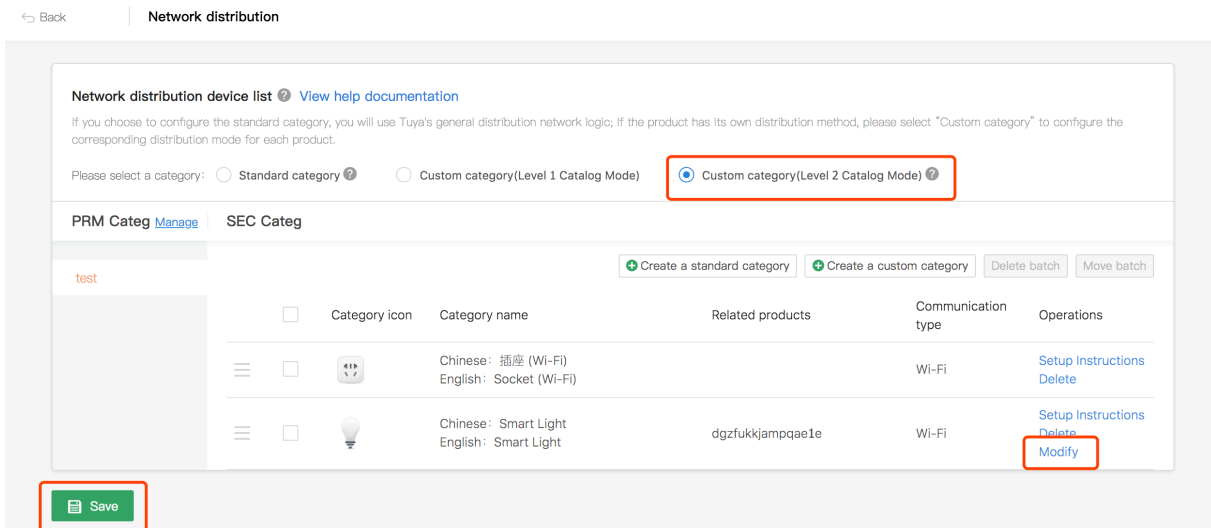 Back
Network distribution
Network distribution device list ? View help documentation
If you choose to configure the standard category, you will use Tuya's general distribution network logic; If the product has its own distribution method, please select "Custom category" to configure the
corresponding distribution mode for each product.
Please select a category: Standard category ? Custom category(Level 1 Catalog Mode) Custom category(Level 2 Catalog Mode) ?
PRM Categ Manage SEC Categ
test
Create a standard category Create a custom category Delete batch Move batch
Category icon Category name Related products Communication type Operations
Chinese: 插座 (Wi-Fi)
English: Socket (Wi-Fi)
Wi-Fi
Setup Instructions
Delete
Chinese: Smart Light
English: Smart Light
dgzfukkjampqae1e
Wi-Fi
Setup Instructions
Delete
Modify
Save